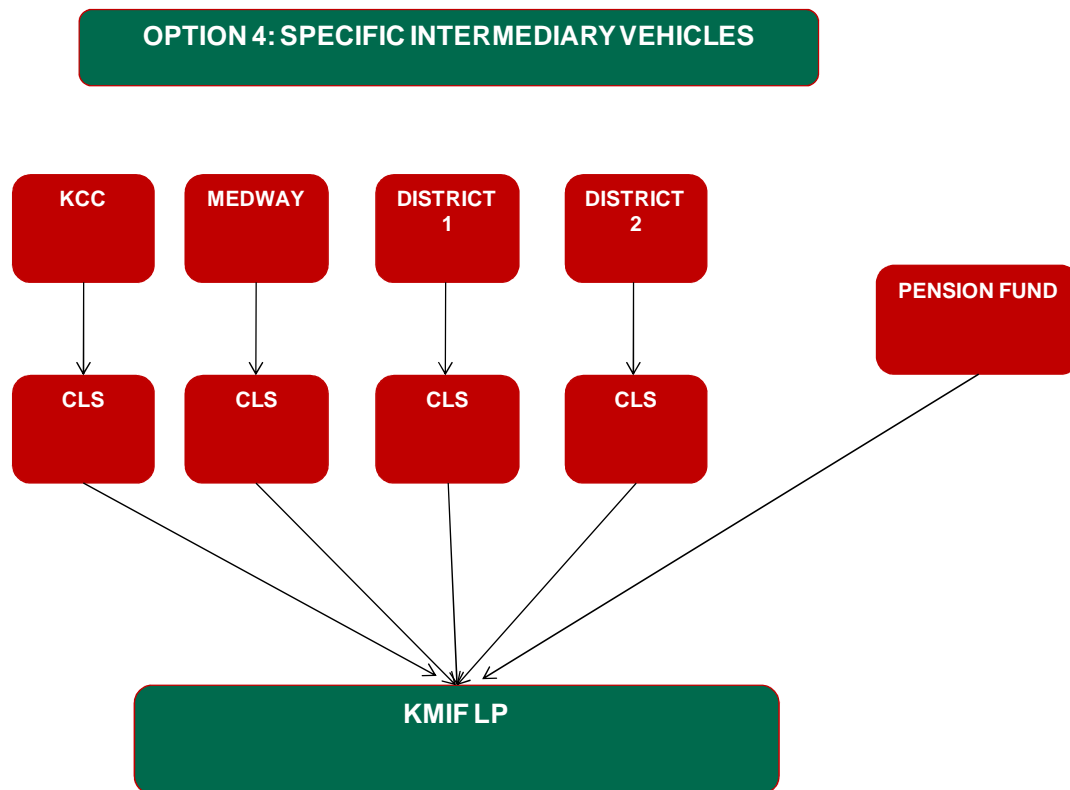 OPTION 4: SPECIFIC INTERMEDIARY VEHICLES
KCC
MEDWAY
DISTRICT
1
DISTRICT
2
PENSION FUND
CLS
CLS
CLS
CLS
KMIF LP